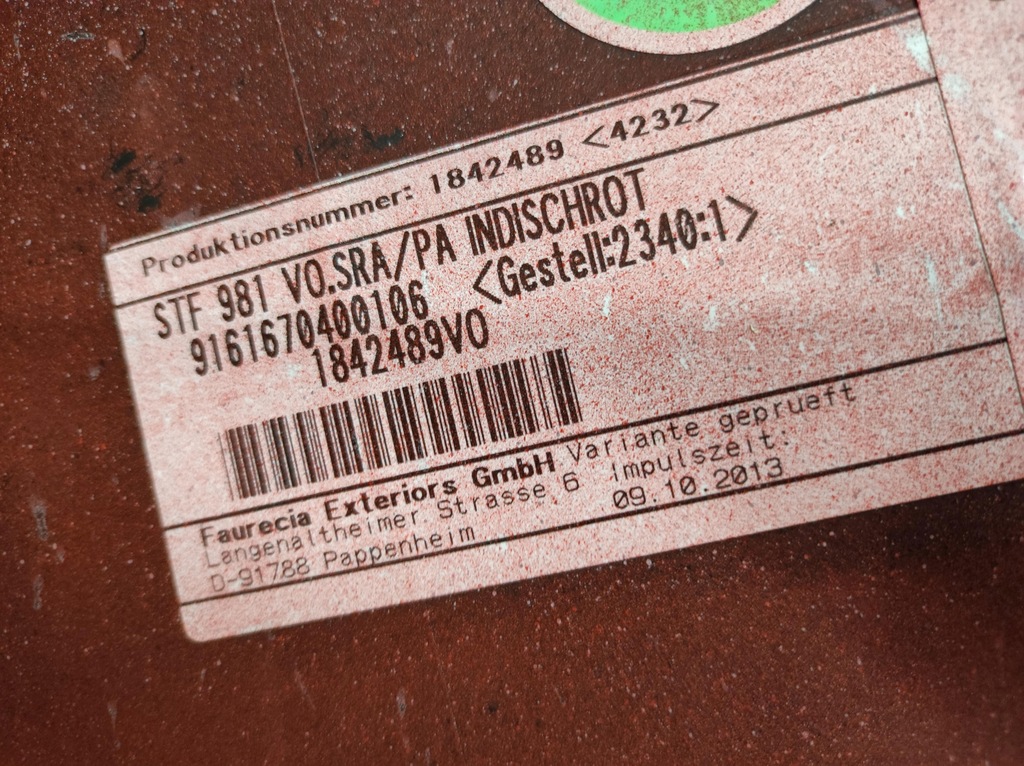 Produktionsnummer: 1842489 <4232>
STF 981 VO.SRA/PA INDISCHROT
9161670400106 <Gestell:2340:1>
1842489VO
Faurecia Exteriors GmbH Variante geprueft
Langenaltheimer Strasse 6 Impulszeit:
D-91788 Pappenheim 09.10.2013